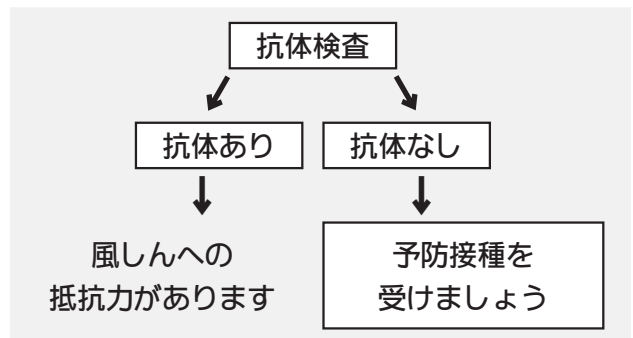 抗体検査
抗体あり
抗体なし
風しんへの
抵抗力があります
予防接種を
受けましょう